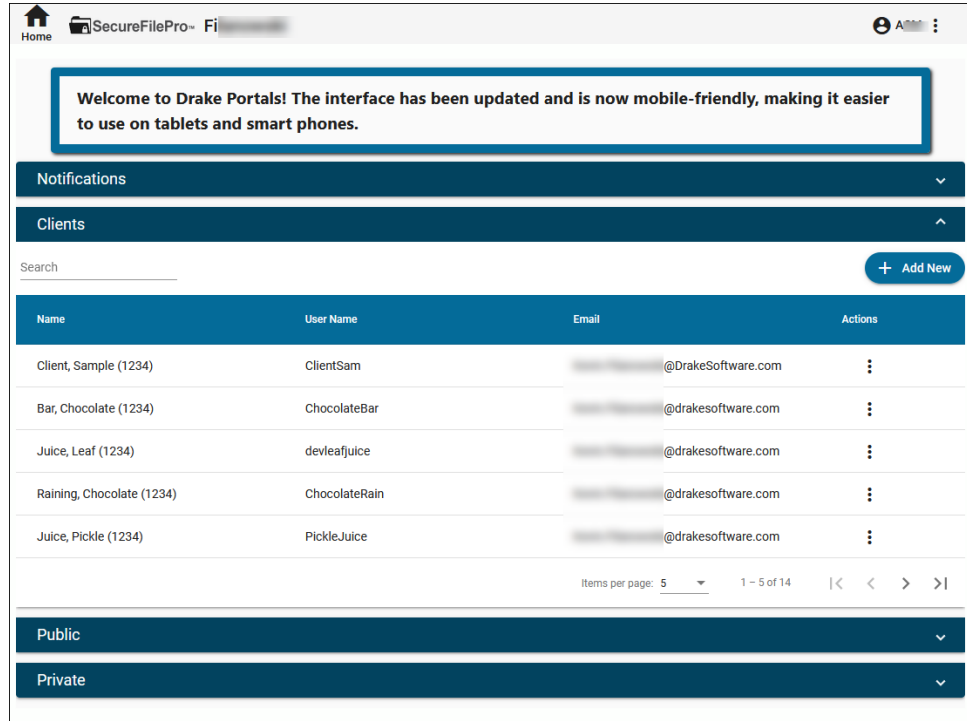 Home
SecureFilePro™
Welcome to Drake Portals! The interface has been updated and is now mobile-friendly, making it easier
to use on tablets and smart phones.
Notifications
Clients
Search
+ Add New
Name User Name Email Actions
Client, Sample (1234) ClientSam @DrakeSoftware.com
Bar, Chocolate (1234) ChocolateBar @drakesoftware.com
Juice, Leaf (1234) devleafjuice @drakesoftware.com
Raining, Chocolate (1234) ChocolateRain @drakesoftware.com
Juice, Pickle (1234) PickleJuice @drakesoftware.com
Items per page: 5 1 – 5 of 14
Public
Private